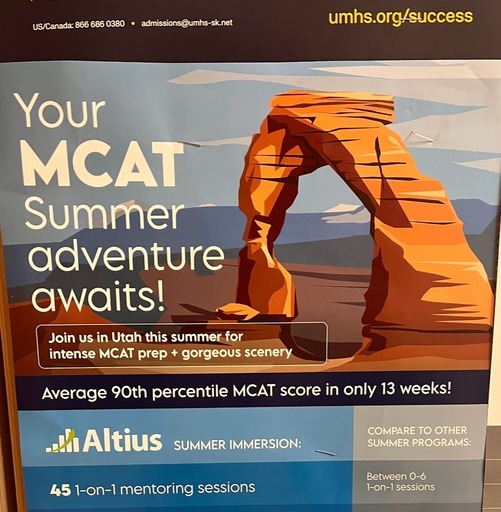 umhs.org/success
US/Canada: 866 686 0380 • admissions@umhs-sk.net
Your
MCAT
Summer
adventure
awaits!
Join us in Utah this summer for
intense MCAT prep + gorgeous scenery
Average 90th percentile MCAT score in only 13 weeks!
Altius SUMMER IMMERSION:
COMPARE TO OTHER
SUMMER PROGRAMS:
45 1-on-1 mentoring sessions
Between 0-6
1-on-1 sessions